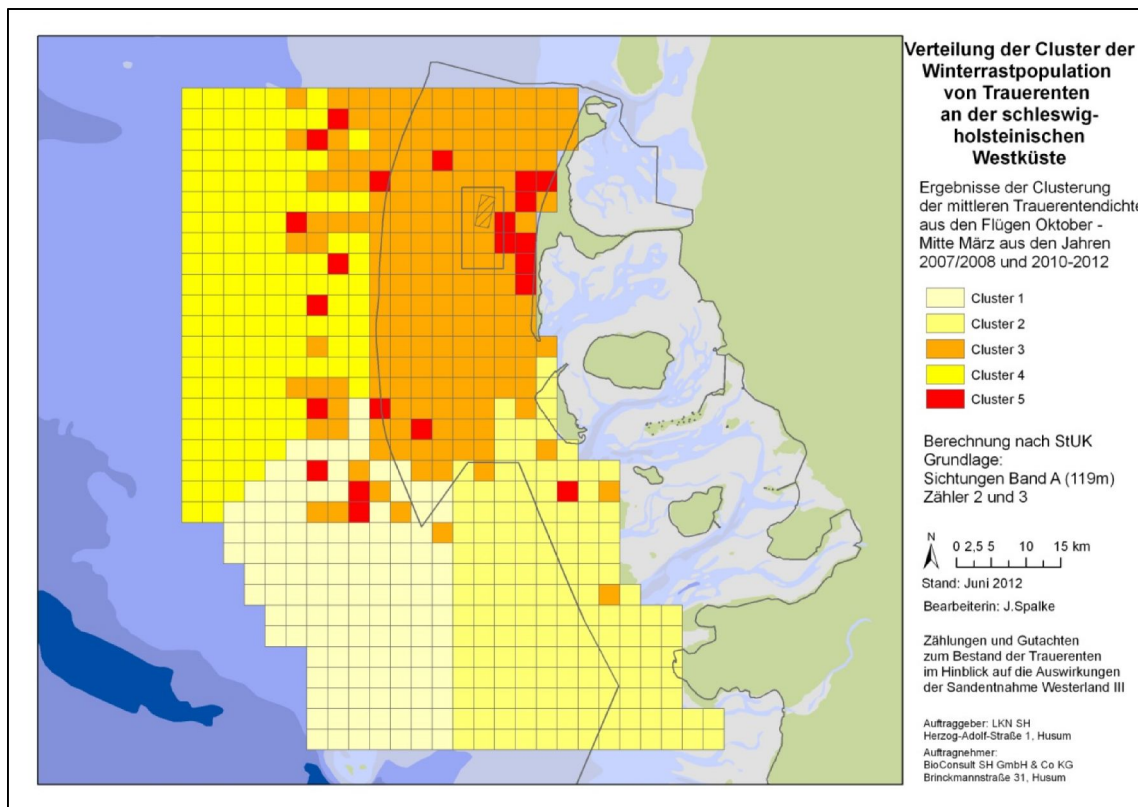 Verteilung der Cluster der
Winterrastpopulation
von Trauerenten
an der schleswig-
holsteinischen
Westküste
Ergebnisse der Clusterung
der mittleren Trauerentendichte
aus den Flügen Oktober -
Mitte März aus den Jahren
2007/2008 und 2010-2012
Cluster 1
Cluster 2
Cluster 3
Cluster 4
Cluster 5
Berechnung nach StUK
Grundlage:
Sichtungen Band A (119m)
Zähler 2 und 3
N
0 2,5 5 10 15 km
Stand: Juni 2012
Bearbeiterin: J.Spalke
Zählungen und Gutachten
zum Bestand der Trauerenten
im Hinblick auf die Auswirkungen
der Sandentnahme Westerland III
Auftraggeber: LKN SH
Herzog-Adolf-Straße 1, Husum
Auftragnehmer:
BioConsult SH GmbH & Co KG
Brinckmannstraße 31, Husum